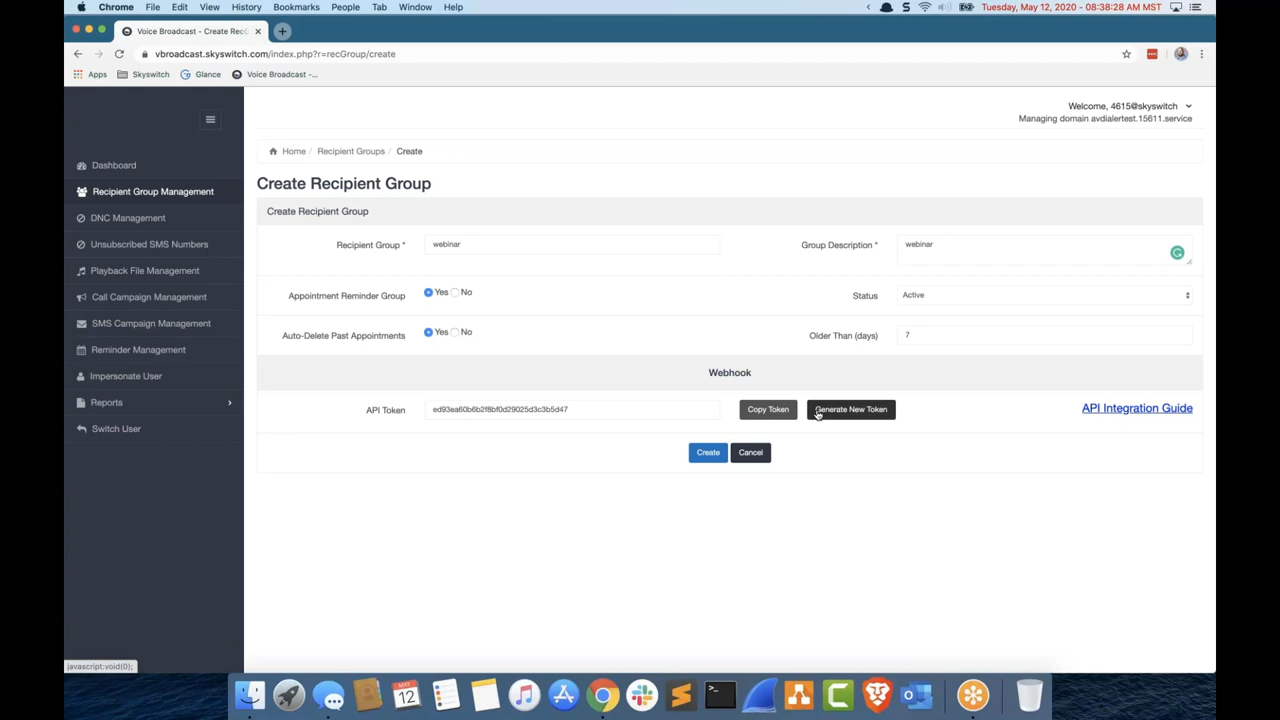 Chrome File Edit View History Bookmarks People Tab Window Help Tuesday, May 12, 2020 - 08:38:28 AM MST
Voice Broadcast - Create Rec
vbroadcast.skyswitch.com/index.php?r=recGroup/create
Apps Skyswitch Glance Voice Broadcast -...
Welcome, 4615@skyswitch
Managing domain avdialertest.15611.service
Home / Recipient Groups / Create
Dashboard
Recipient Group Management
DNC Management
Unsubscribed SMS Numbers
Playback File Management
Call Campaign Management
SMS Campaign Management
Reminder Management
Impersonate User
Reports
Switch User
Create Recipient Group
Create Recipient Group
Recipient Group * webinar Group Description * webinar
Appointment Reminder Group Yes No Status Active
Auto-Delete Past Appointments Yes No Older Than (days) 7
Webhook
API Token ed93ea60b6b2f8bf0d29025d3c3b5d47 Copy Token Generate New Token API Integration Guide
Create Cancel
javascript:void(0);
MAY
12